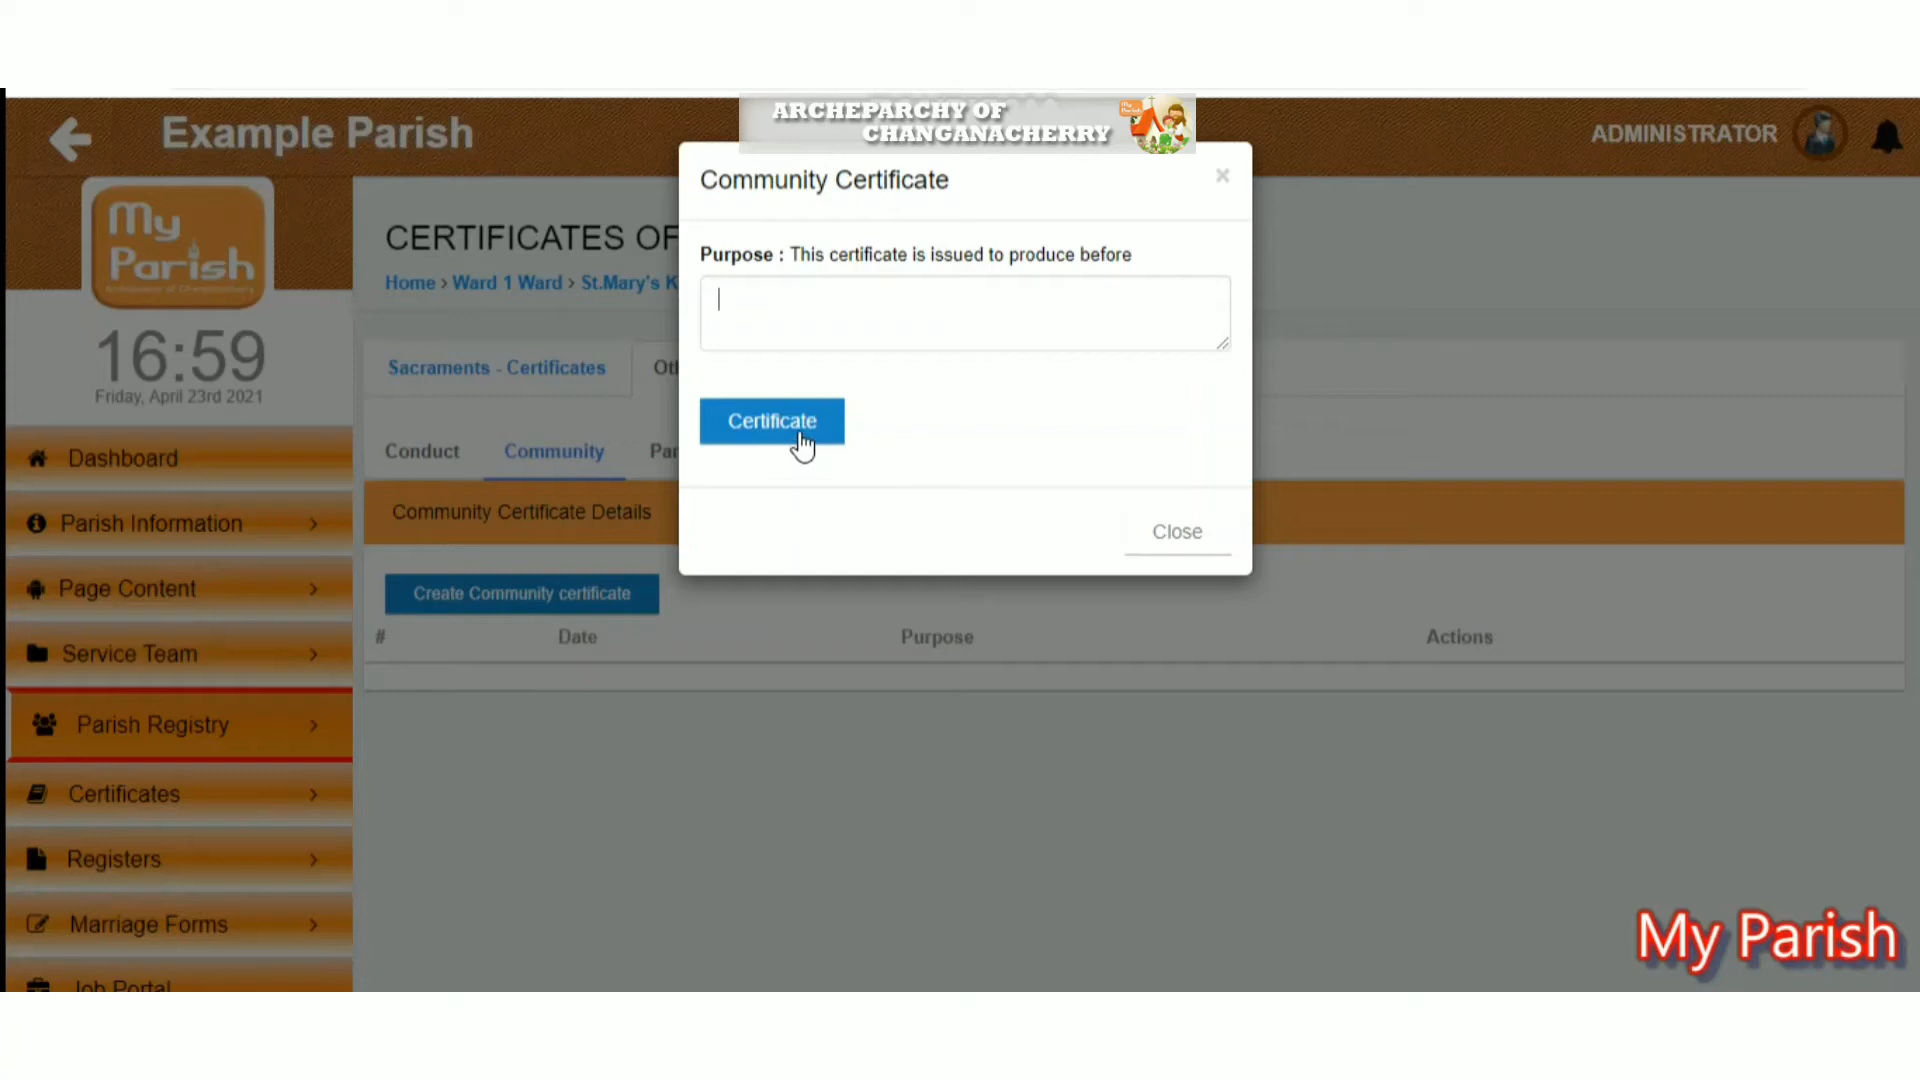 ARCHEPARCHY OF
CHANGANACHERRY
Example Parish
ADMINISTRATOR
My
Parish
16:59
Friday, April 23rd 2021
Dashboard
Parish Information
Page Content
Service Team
Parish Registry
Certificates
Registers
Marriage Forms
Job Portal
CERTIFICATES OF
Home > Ward 1 Ward > St.Mary's K
Sacraments - Certificates
Conduct Community
Community Certificate Details
Create Community certificate
# Date Purpose Actions
Community Certificate ×
Purpose : This certificate is issued to produce before
Certificate
Close
My Parish